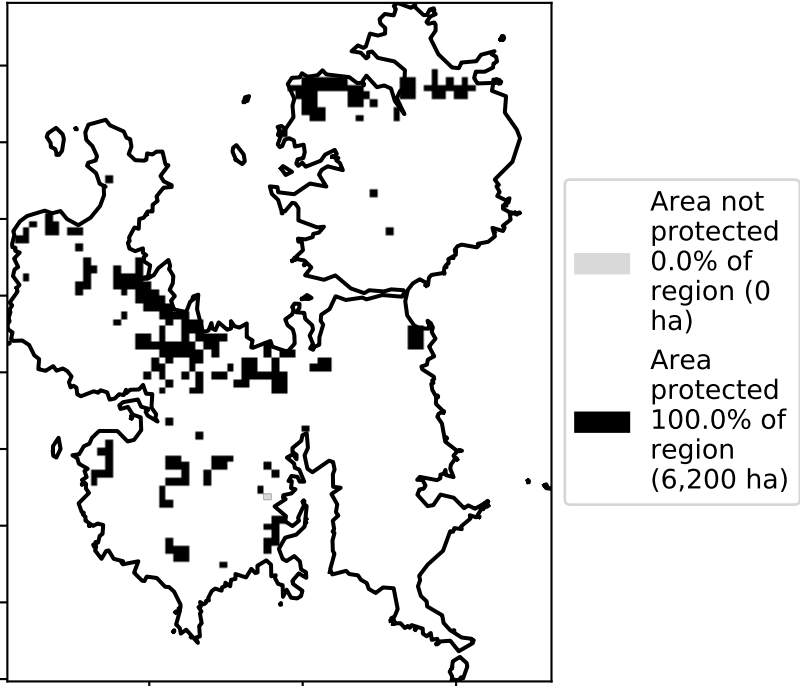 Area not
protected
0.0% of
region (0
ha)
Area
protected
100.0% of
region
(6,200 ha)